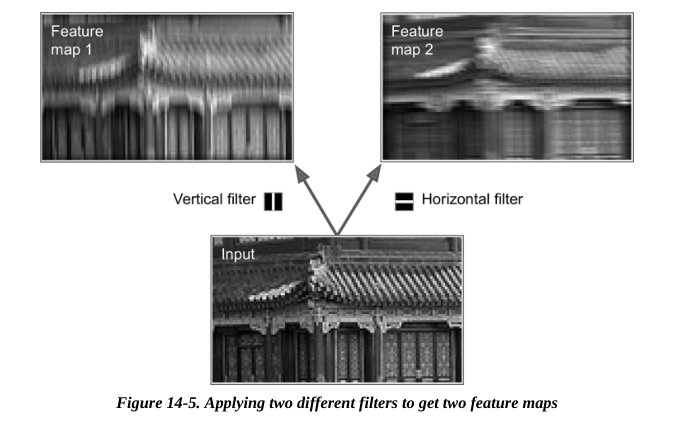 Feature
map 1
Feature
map 2
Vertical filter
Horizontal filter
Input
Figure 14-5. Applying two different filters to get two feature maps